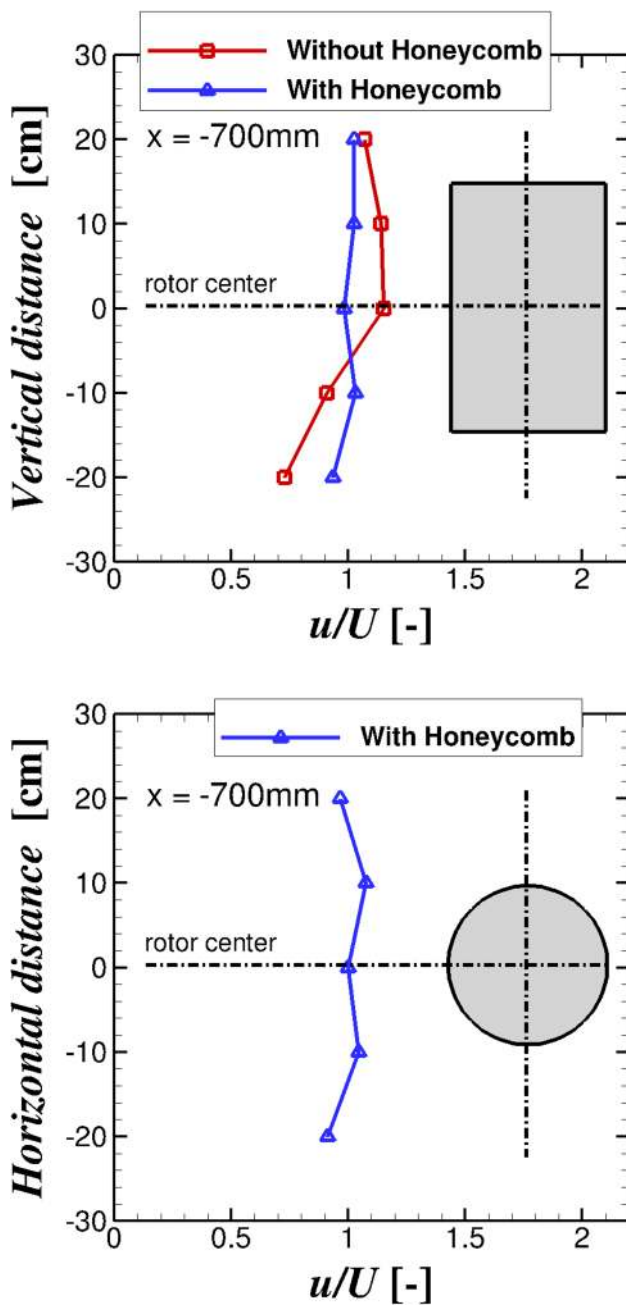 Without Honeycomb
With Honeycomb
x = -700mm
rotor center
Vertical distance [cm]
30
20
10
0
-10
-20
-30
0 0.5 1 1.5 2
u/U [-]
With Honeycomb
x = -700mm
rotor center
Horizontal distance [cm]
30
20
10
0
-10
-20
-30
0 0.5 1 1.5 2
u/U [-]